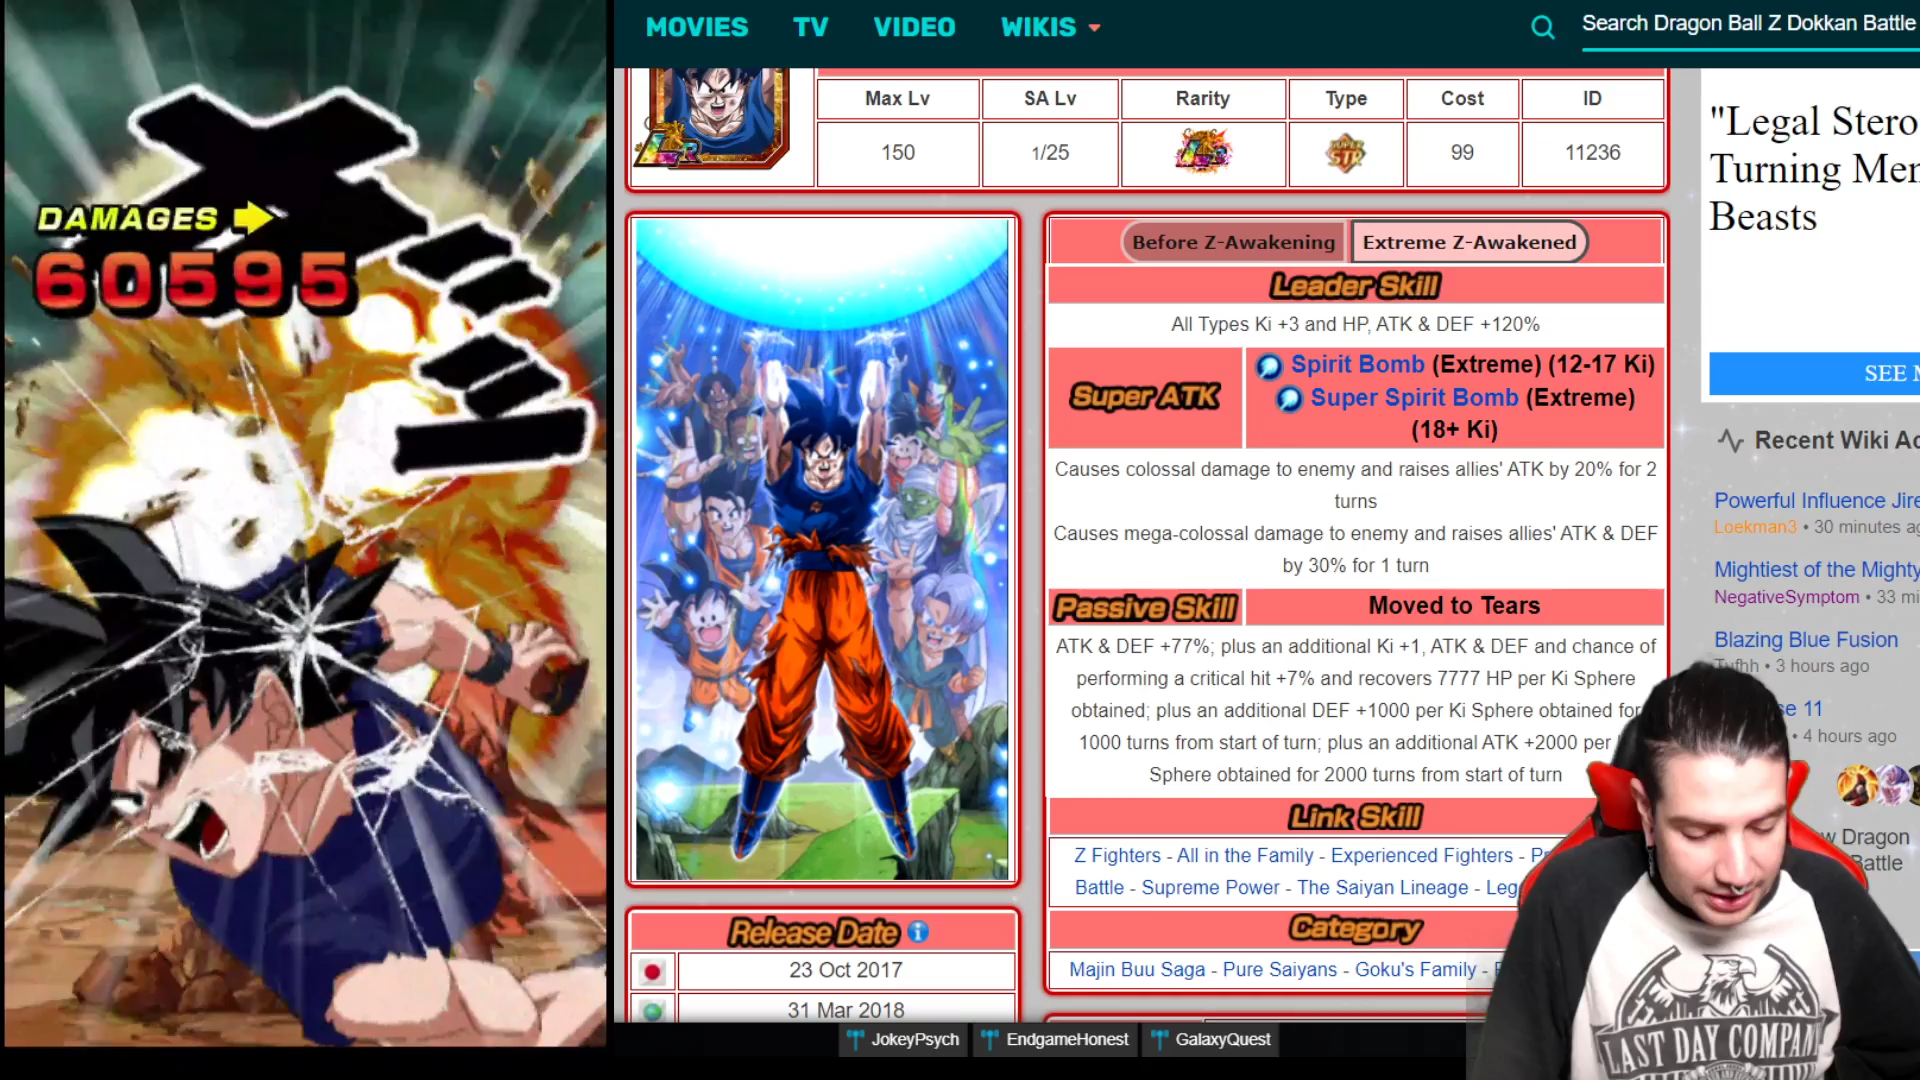 MOVIES TV VIDEO WIKIS
Search Dragon Ball Z Dokkan Battle
DAMAGES
60595
Max Lv SA Lv Rarity Type Cost ID
LR
150 1/25 LR SUPER STR 99 11236
Before Z-Awakening Extreme Z-Awakened
Leader Skill
All Types Ki +3 and HP, ATK & DEF +120%
Super ATK
Spirit Bomb (Extreme) (12-17 Ki)
Super Spirit Bomb (Extreme)
(18+ Ki)
Causes colossal damage to enemy and raises allies' ATK by 20% for 2
turns
Causes mega-colossal damage to enemy and raises allies' ATK & DEF
by 30% for 1 turn
Passive Skill Moved to Tears
ATK & DEF +77%; plus an additional Ki +1, ATK & DEF and chance of
performing a critical hit +7% and recovers 7777 HP per Ki Sphere
obtained; plus an additional DEF +1000 per Ki Sphere obtained for
1000 turns from start of turn; plus an additional ATK +2000 per
Sphere obtained for 2000 turns from start of turn
Link Skill
Z Fighters - All in the Family - Experienced Fighters -
Battle - Supreme Power - The Saiyan Lineage -
Category
Majin Buu Saga - Pure Saiyans - Goku's Family -
Release Date
23 Oct 2017
31 Mar 2018
"Legal
Turning
Beasts
SEE
Recent Wiki
Powerful Influence
Loekman3 • 30 minutes
Mightiest of the Mighty
NegativeSymptom • 33
Blazing Blue Fusion
Tufhh • 3 hours ago
11
• 4 hours ago
Dragon
Battle
JokeyPsych EndgameHonest GalaxyQuest
LAST DAY COMPANY